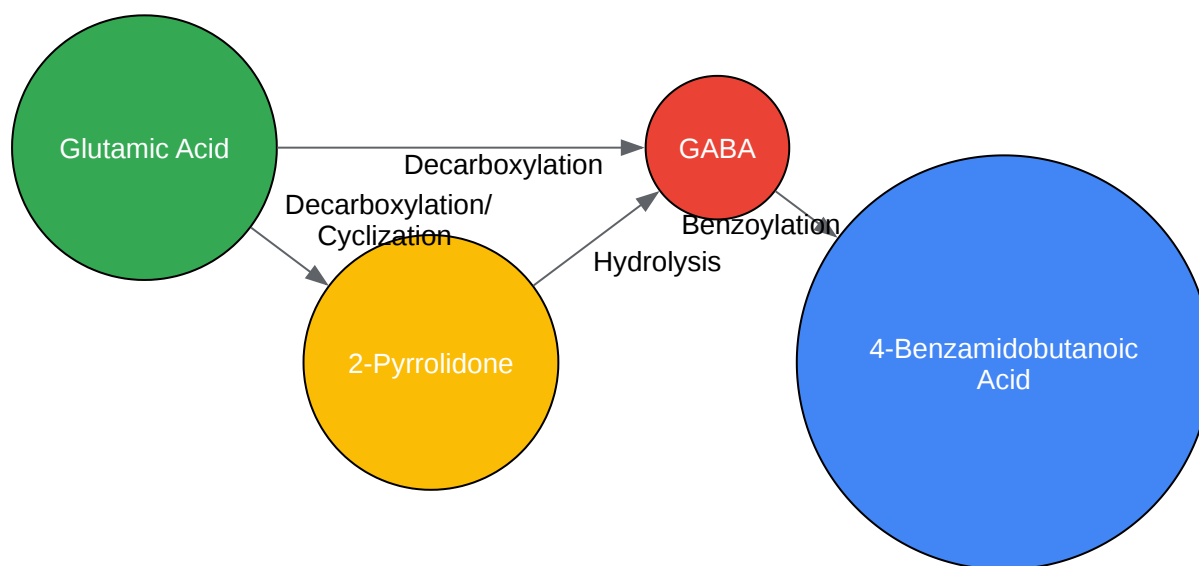 Glutamic Acid
GABA
Decarboxylation
Decarboxylation/
Cyclization
Benzoylation
Hydrolysis
2-Pyrrolidone
4-Benzamidobutanoic
Acid